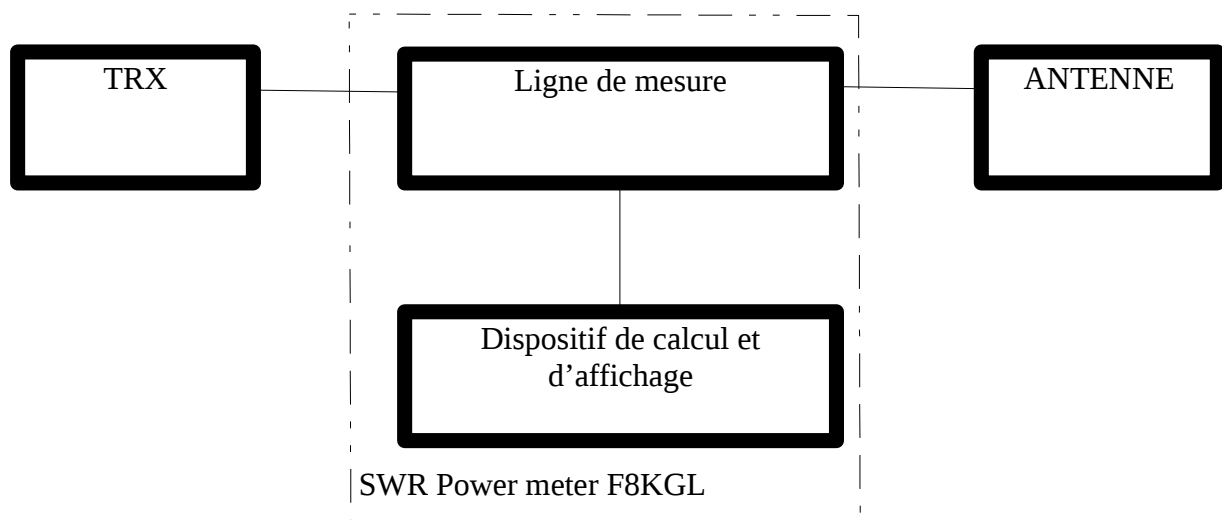 TRX
Ligne de mesure
ANTENNE
Dispositif de calcul et
d’affichage
SWR Power meter F8KGL